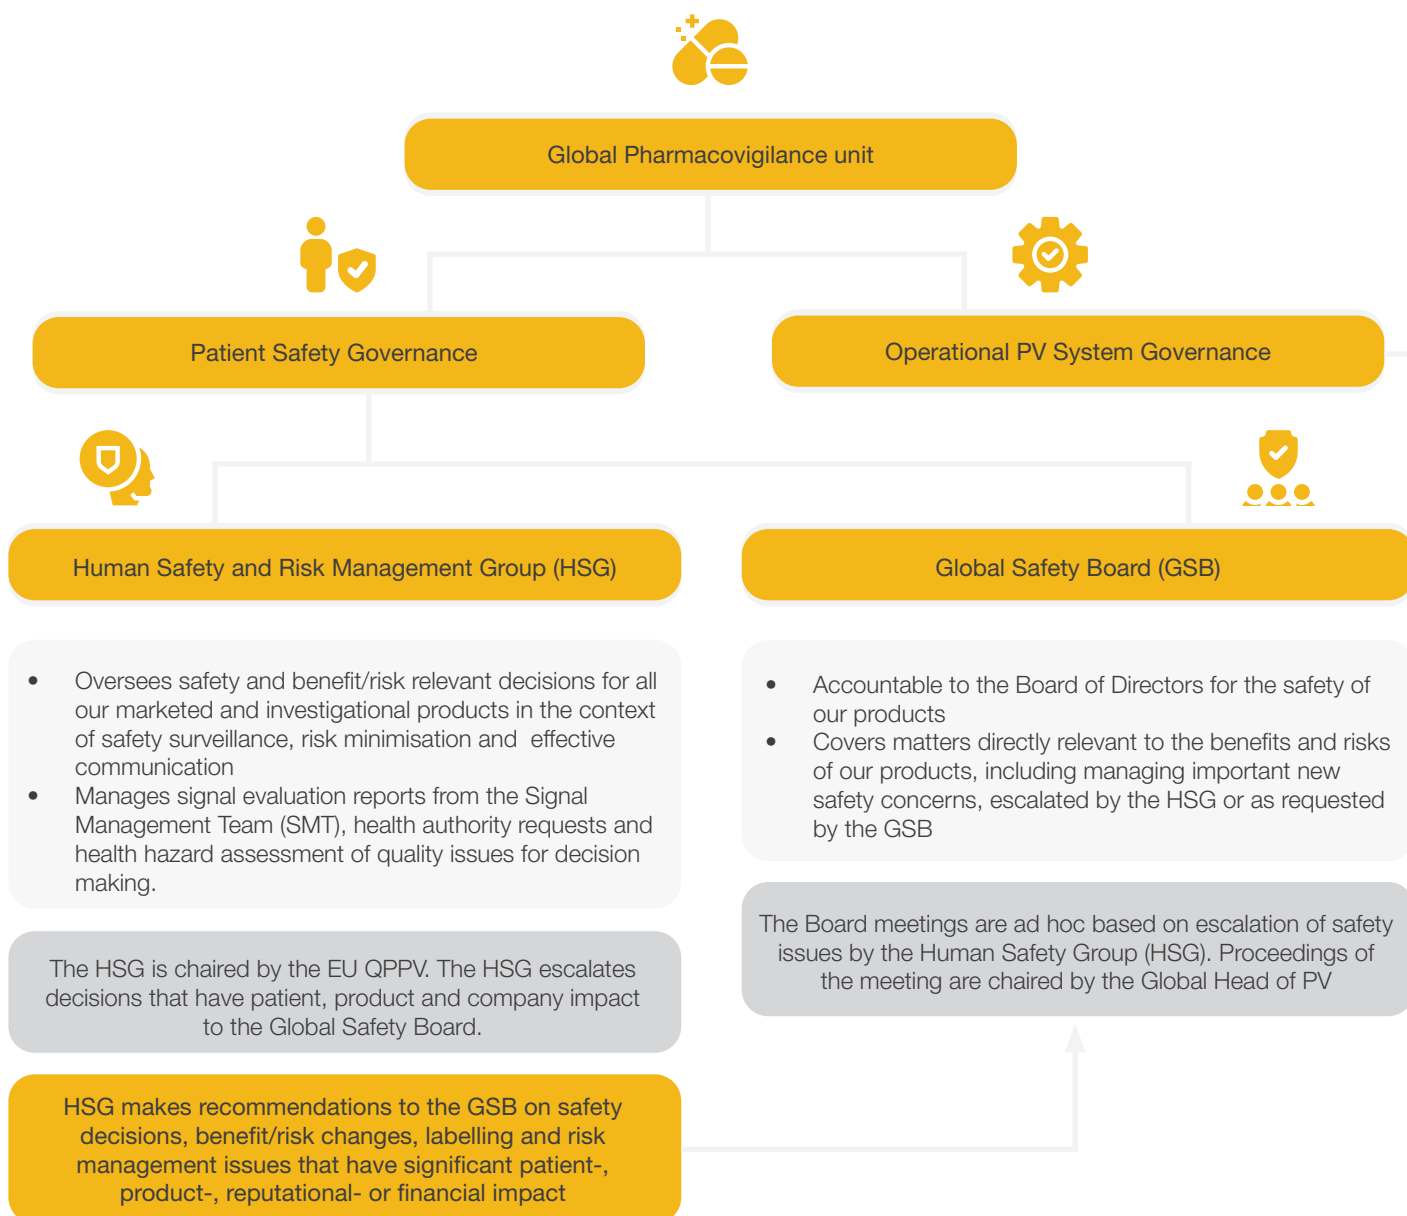 Global Pharmacovigilance unit
Patient Safety Governance
Operational PV System Governance
Human Safety and Risk Management Group (HSG)
Global Safety Board (GSB)
• Oversees safety and benefit/risk relevant decisions for all
our marketed and investigational products in the context
of safety surveillance, risk minimisation and effective
communication
• Manages signal evaluation reports from the Signal
Management Team (SMT), health authority requests and
health hazard assessment of quality issues for decision
making.
• Accountable to the Board of Directors for the safety of
our products
• Covers matters directly relevant to the benefits and risks
of our products, including managing important new
safety concerns, escalated by the HSG or as requested
by the GSB
The HSG is chaired by the EU QPPV. The HSG escalates
decisions that have patient, product and company impact
to the Global Safety Board.
The Board meetings are ad hoc based on escalation of safety
issues by the Human Safety Group (HSG). Proceedings of
the meeting are chaired by the Global Head of PV
HSG makes recommendations to the GSB on safety
decisions, benefit/risk changes, labelling and risk
management issues that have significant patient-,
product-, reputational- or financial impact